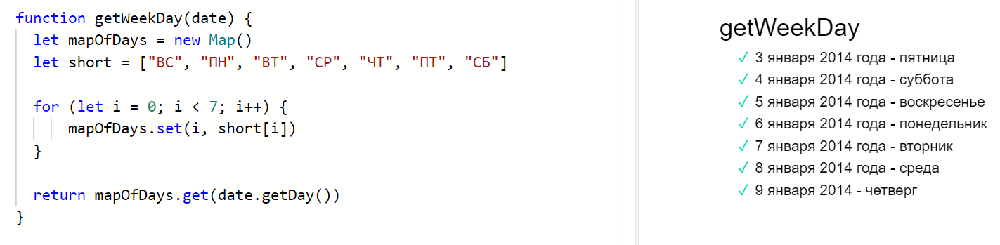 function getWeekDay(date) {
let mapOfDays = new Map()
let short = ["ВС", "ПН", "ВТ", "СР", "ЧТ", "ПТ", "СБ"]
for (let i = 0; i < 7; i++) {
mapOfDays.set(i, short[i])
}
return mapOfDays.get(date.getDay())
}
getWeekDay
✓ 3 января 2014 года - пятница
✓ 4 января 2014 года - суббота
✓ 5 января 2014 года - воскресенье
✓ 6 января 2014 года - понедельник
✓ 7 января 2014 года - вторник
✓ 8 января 2014 года - среда
✓ 9 января 2014 - четверг